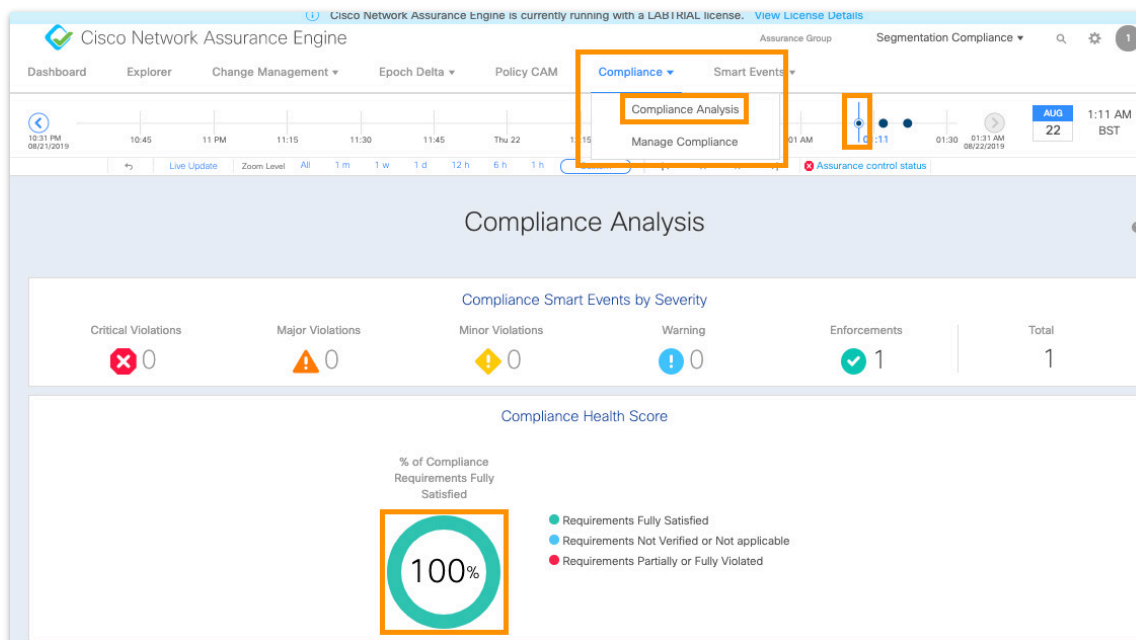 Cisco Network Assurance Engine is currently running with a LABTRIAL license. View License Details
Cisco Network Assurance Engine
Assurance Group
Segmentation Compliance
1
Dashboard
Explorer
Change Management
Epoch Delta
Policy CAM
Compliance
Smart Events
Compliance Analysis
Manage Compliance
10:31 PM
08/21/2019
10:45
11 PM
11:15
11:30
11:45
Thu 22
01 AM
01:11
01:30
01:31 AM
08/22/2019
AUG
22
1:11 AM
BST
Live Update
Zoom Level
All
1 m
1 w
1 d
12 h
6 h
1 h
Assurance control status
Compliance Analysis
Compliance Smart Events by Severity
Critical Violations
0
Major Violations
0
Minor Violations
0
Warning
0
Enforcements
1
Total
1
Compliance Health Score
% of Compliance
Requirements Fully
Satisfied
100%
Requirements Fully Satisfied
Requirements Not Verified or Not applicable
Requirements Partially or Fully Violated